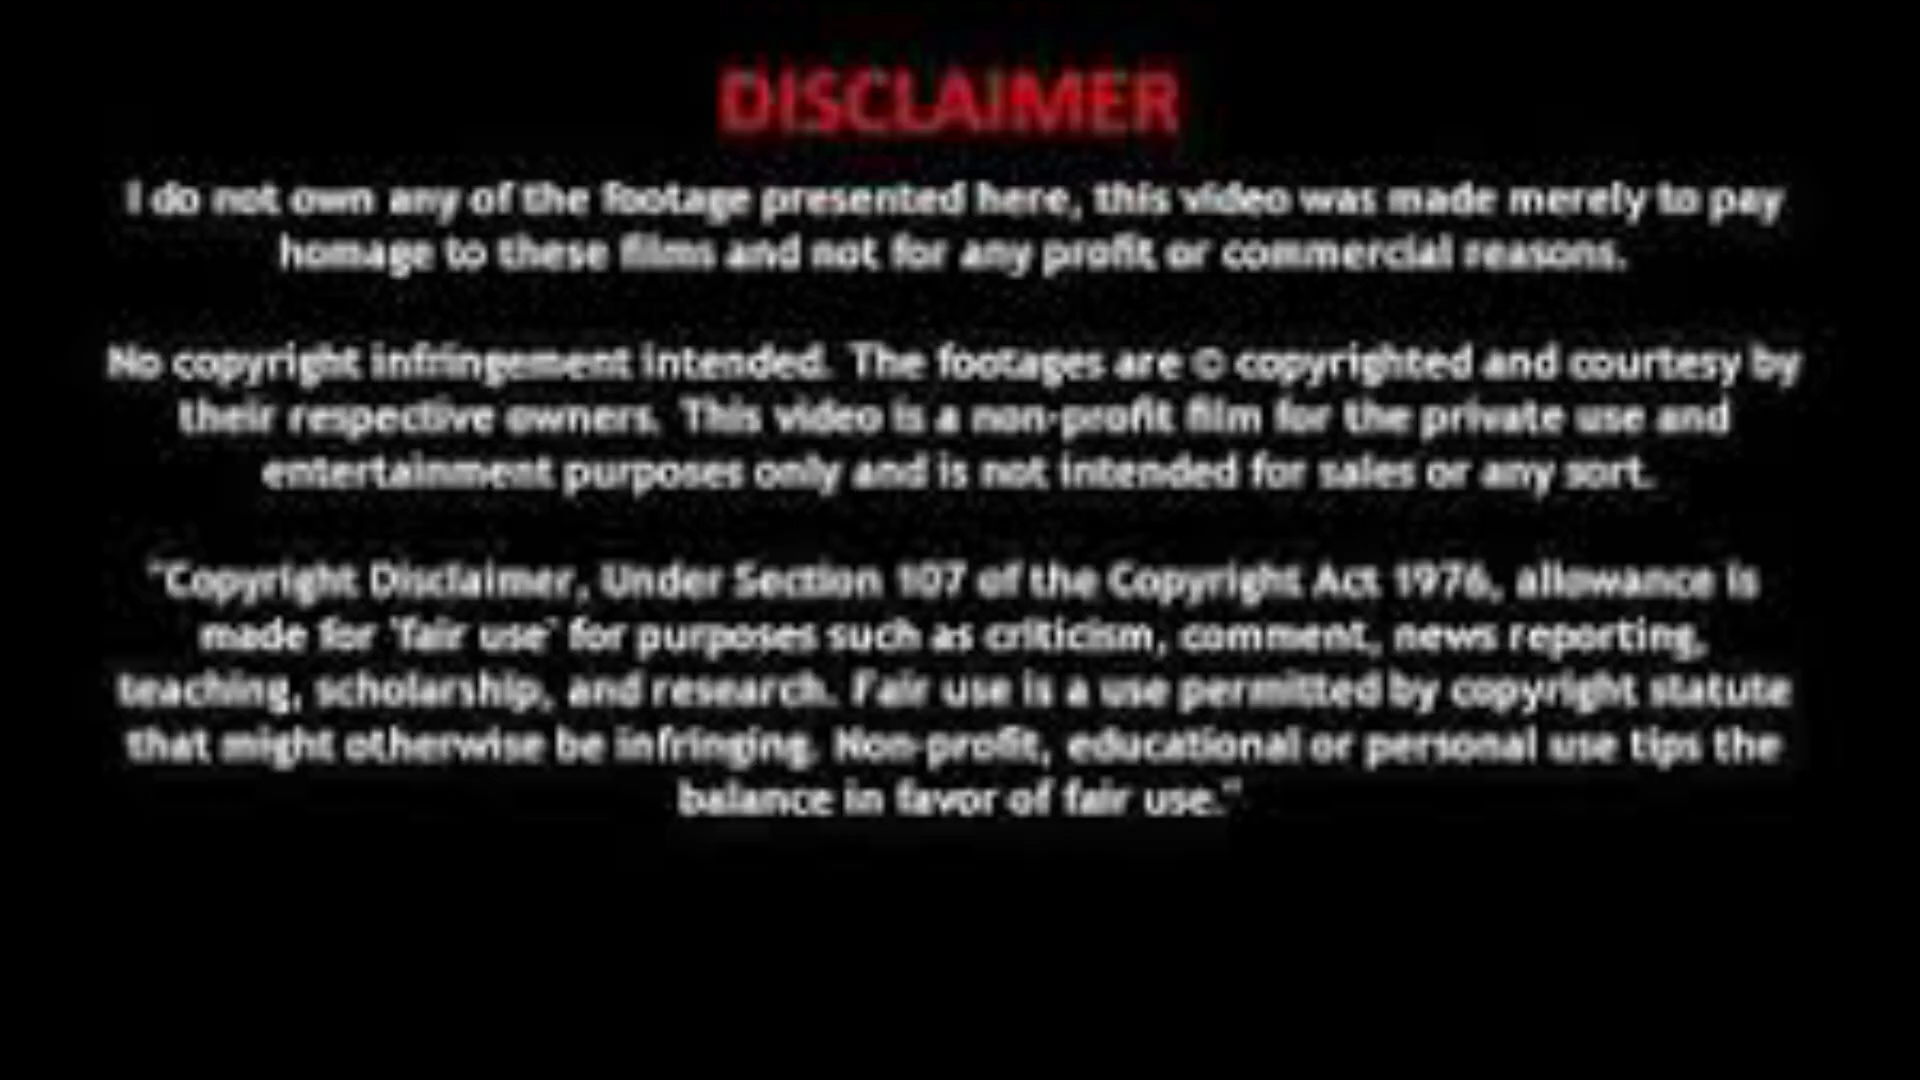 DISCLAIMER
I do not own any of the footage presented here, this video was made merely to pay
homage to these films and not for any profit or commercial reasons.
No copyright infringement intended. The footages are © copyrighted and courtesy by
their respective owners. This video is a non-profit film for the private use and
entertainment purposes only and is not intended for sales or any sort.
"Copyright Disclaimer, Under Section 107 of the Copyright Act 1976, allowance is
made for 'fair use' for purposes such as criticism, comment, news reporting,
teaching, scholarship, and research. Fair use is a use permitted by copyright statute
that might otherwise be infringing. Non-profit, educational or personal use tips the
balance in favor of fair use."